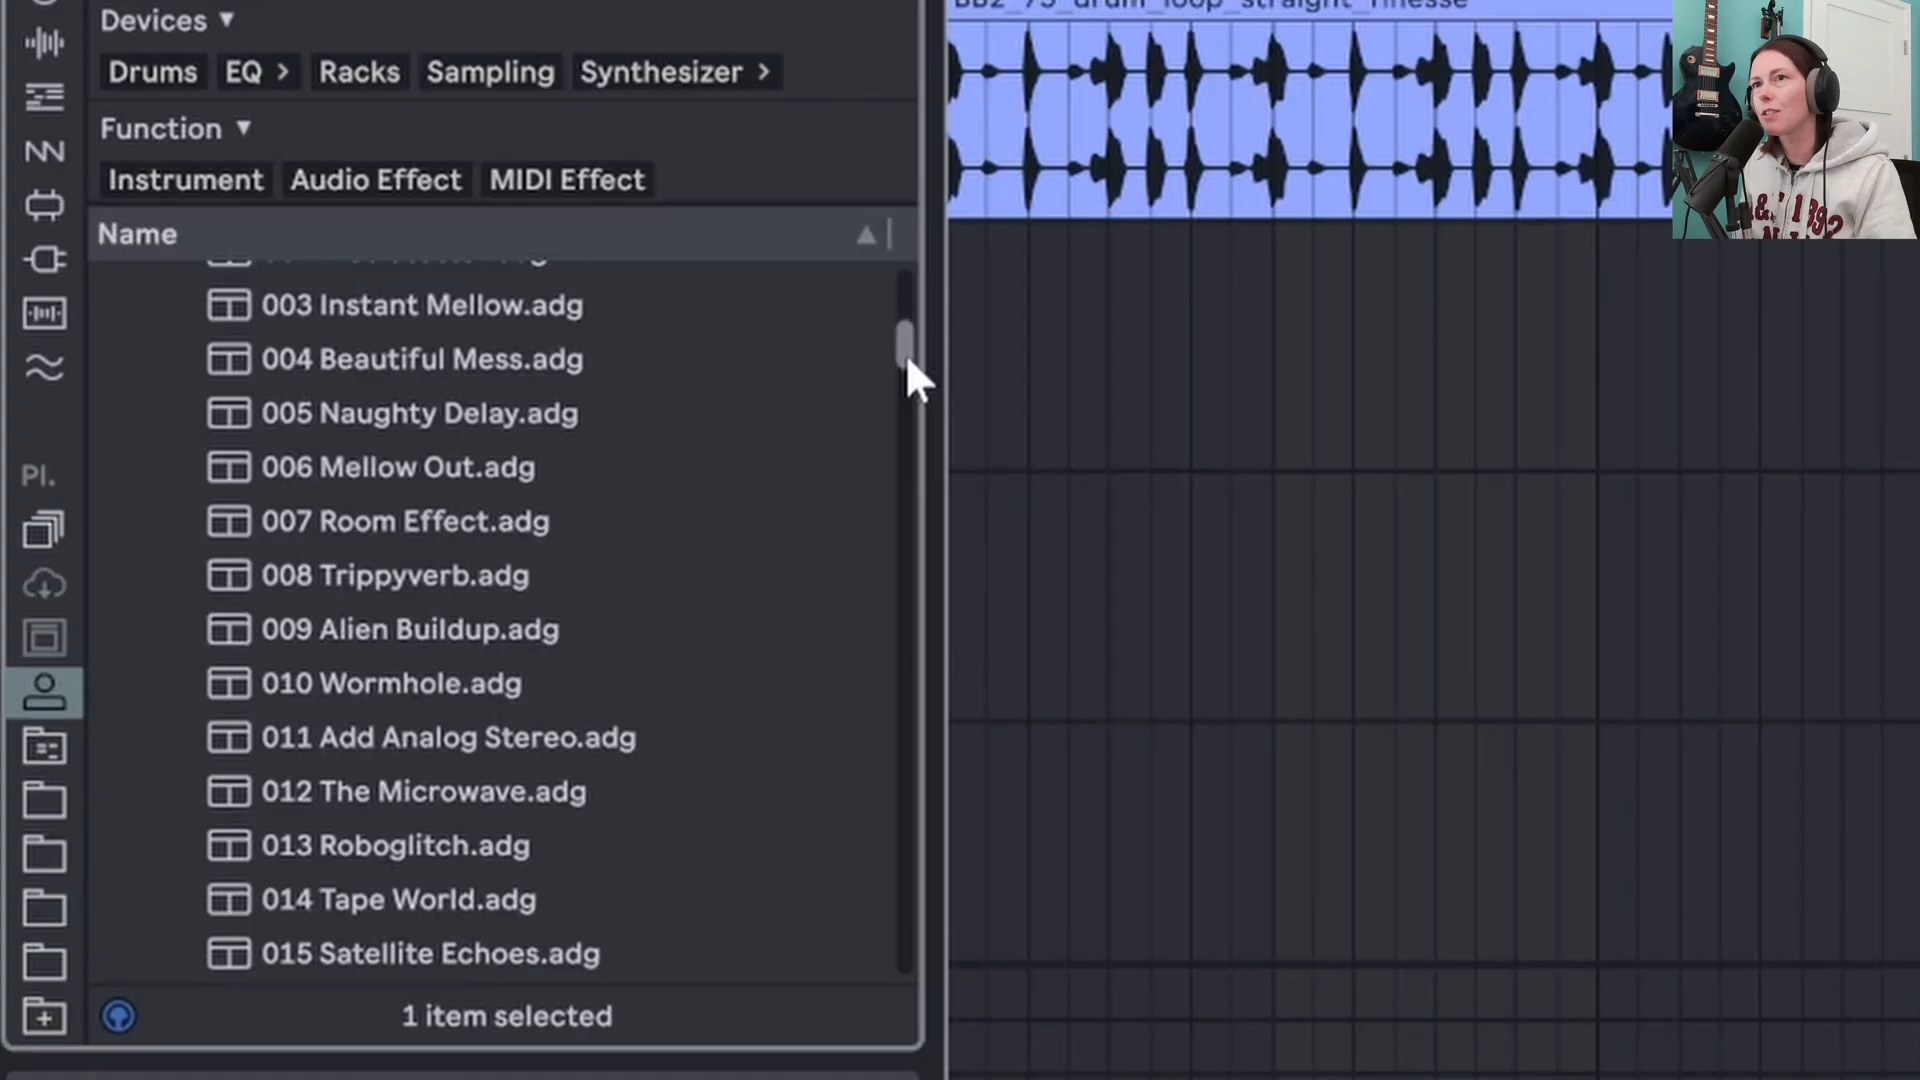 Devices ▼
BB2_75_drum_loop_straight_finesse
Drums EQ > Racks Sampling Synthesizer >
Function ▼
Instrument Audio Effect MIDI Effect
Name
003 Instant Mellow.adg
004 Beautiful Mess.adg
005 Naughty Delay.adg
006 Mellow Out.adg
007 Room Effect.adg
008 Trippyverb.adg
009 Alien Buildup.adg
010 Wormhole.adg
011 Add Analog Stereo.adg
012 The Microwave.adg
013 Roboglitch.adg
014 Tape World.adg
015 Satellite Echoes.adg
Pl.
1 item selected